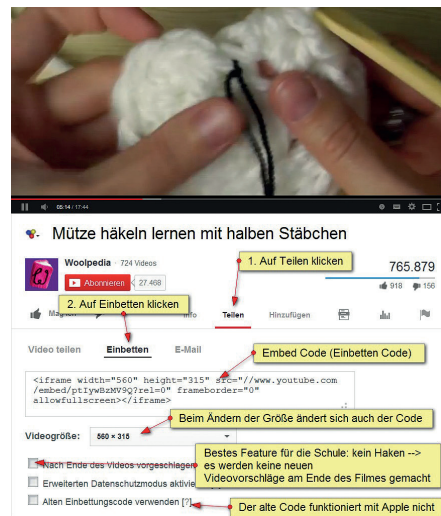 05:14 / 17:44
Mütze häkeln lernen mit halben Stäbchen
Woolpedia · 724 Videos
Abonnieren 27.468
1. Auf Teilen klicken
765.879
918 156
2. Auf Einbetten klicken
Info Teilen Hinzufügen
Video teilen Einbetten E-Mail
Embed Code (Einbetten Code)
<iframe width="560" height="315" src="//www.youtube.com
/embed/ptIywBzMV9Q?rel=0" frameborder="0"
allowfullscreen></iframe>
Beim Ändern der Größe ändert sich auch der Code
Videogröße: 560 × 315
Bestes Feature für die Schule: kein Haken -->
es werden keine neuen
Videovorschläge am Ende des Filmes gemacht
Nach Ende des Videos vorgeschlagen
Erweiterten Datenschutzmodus aktivie
Alten Einbettungscode verwenden [?]
Der alte Code funktioniert mit Apple nicht